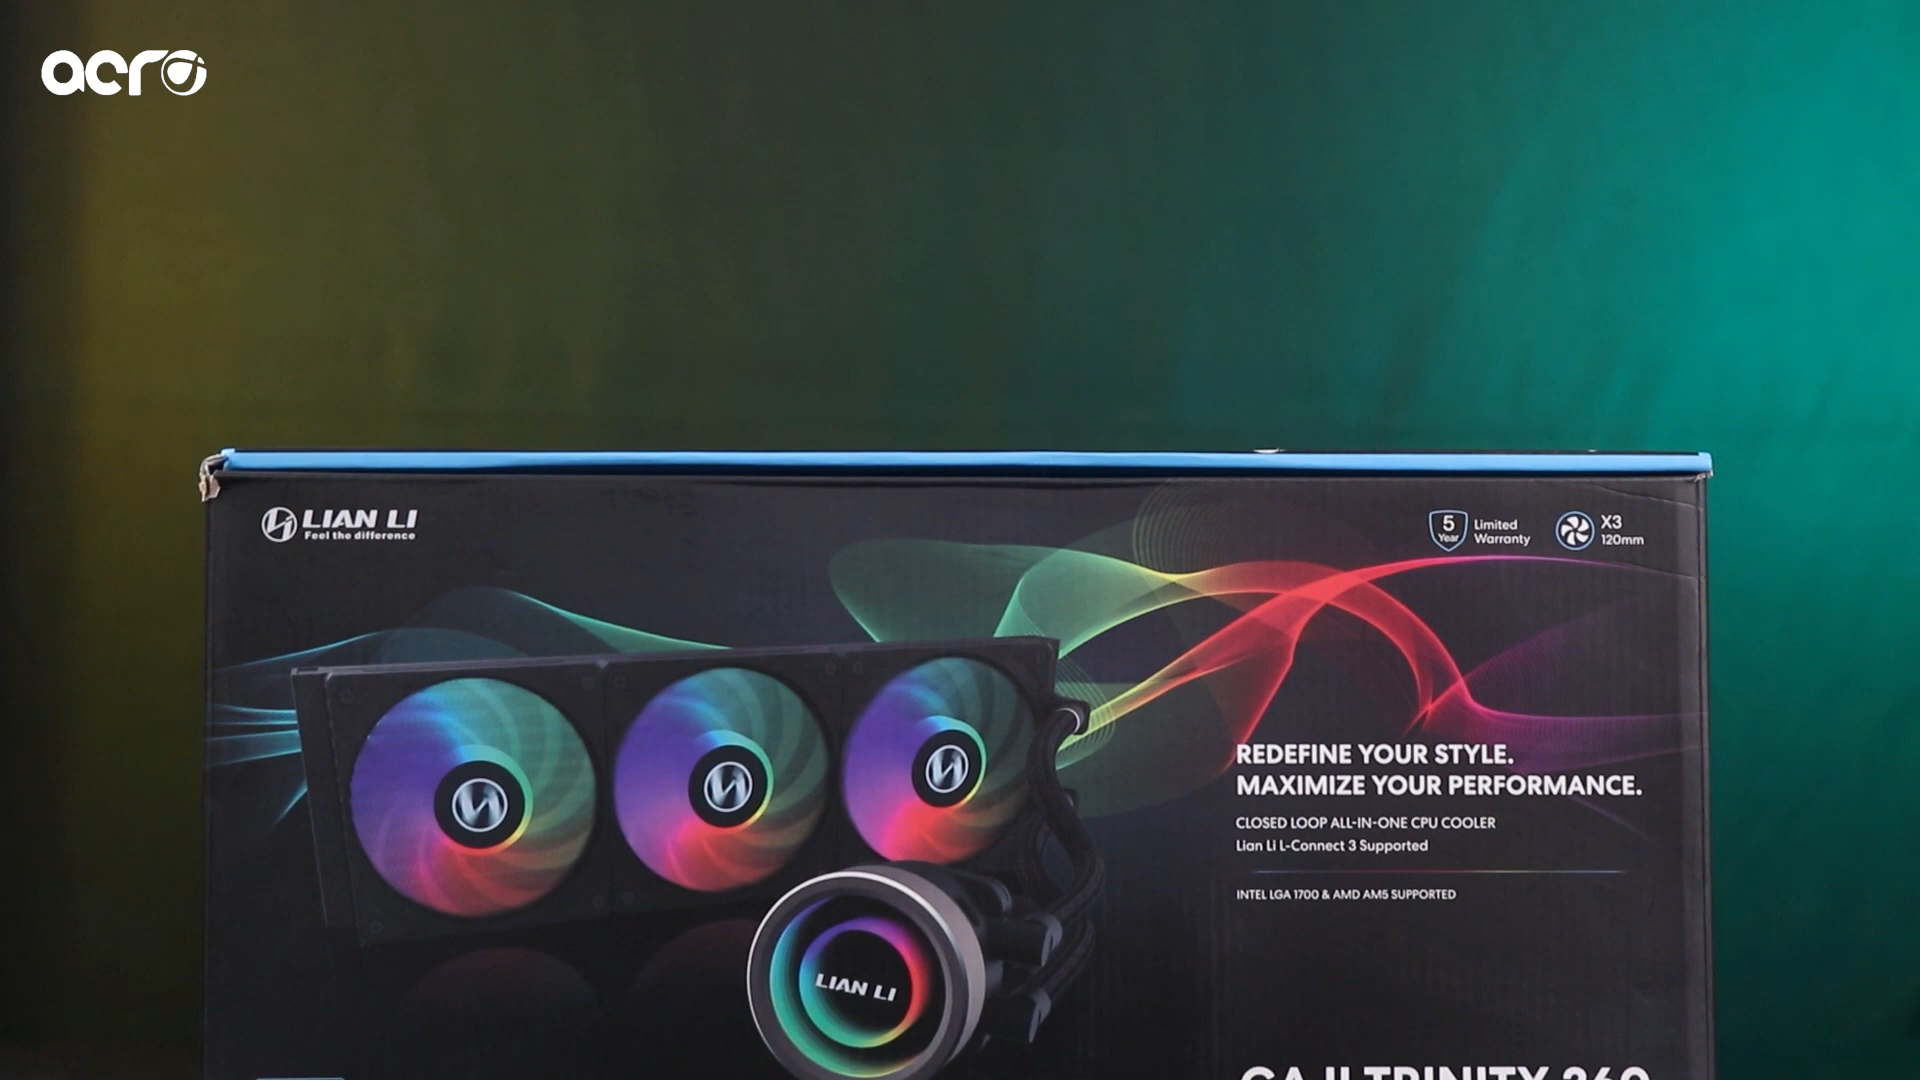 acro
LIAN LI
Feel the difference
5
Year
Limited
Warranty
X3
120mm
REDEFINE YOUR STYLE.
MAXIMIZE YOUR PERFORMANCE.
CLOSED LOOP ALL-IN-ONE CPU COOLER
Lian Li L-Connect 3 Supported
INTEL LGA 1700 & AMD AM5 SUPPORTED
LIAN LI
TRINITY 360